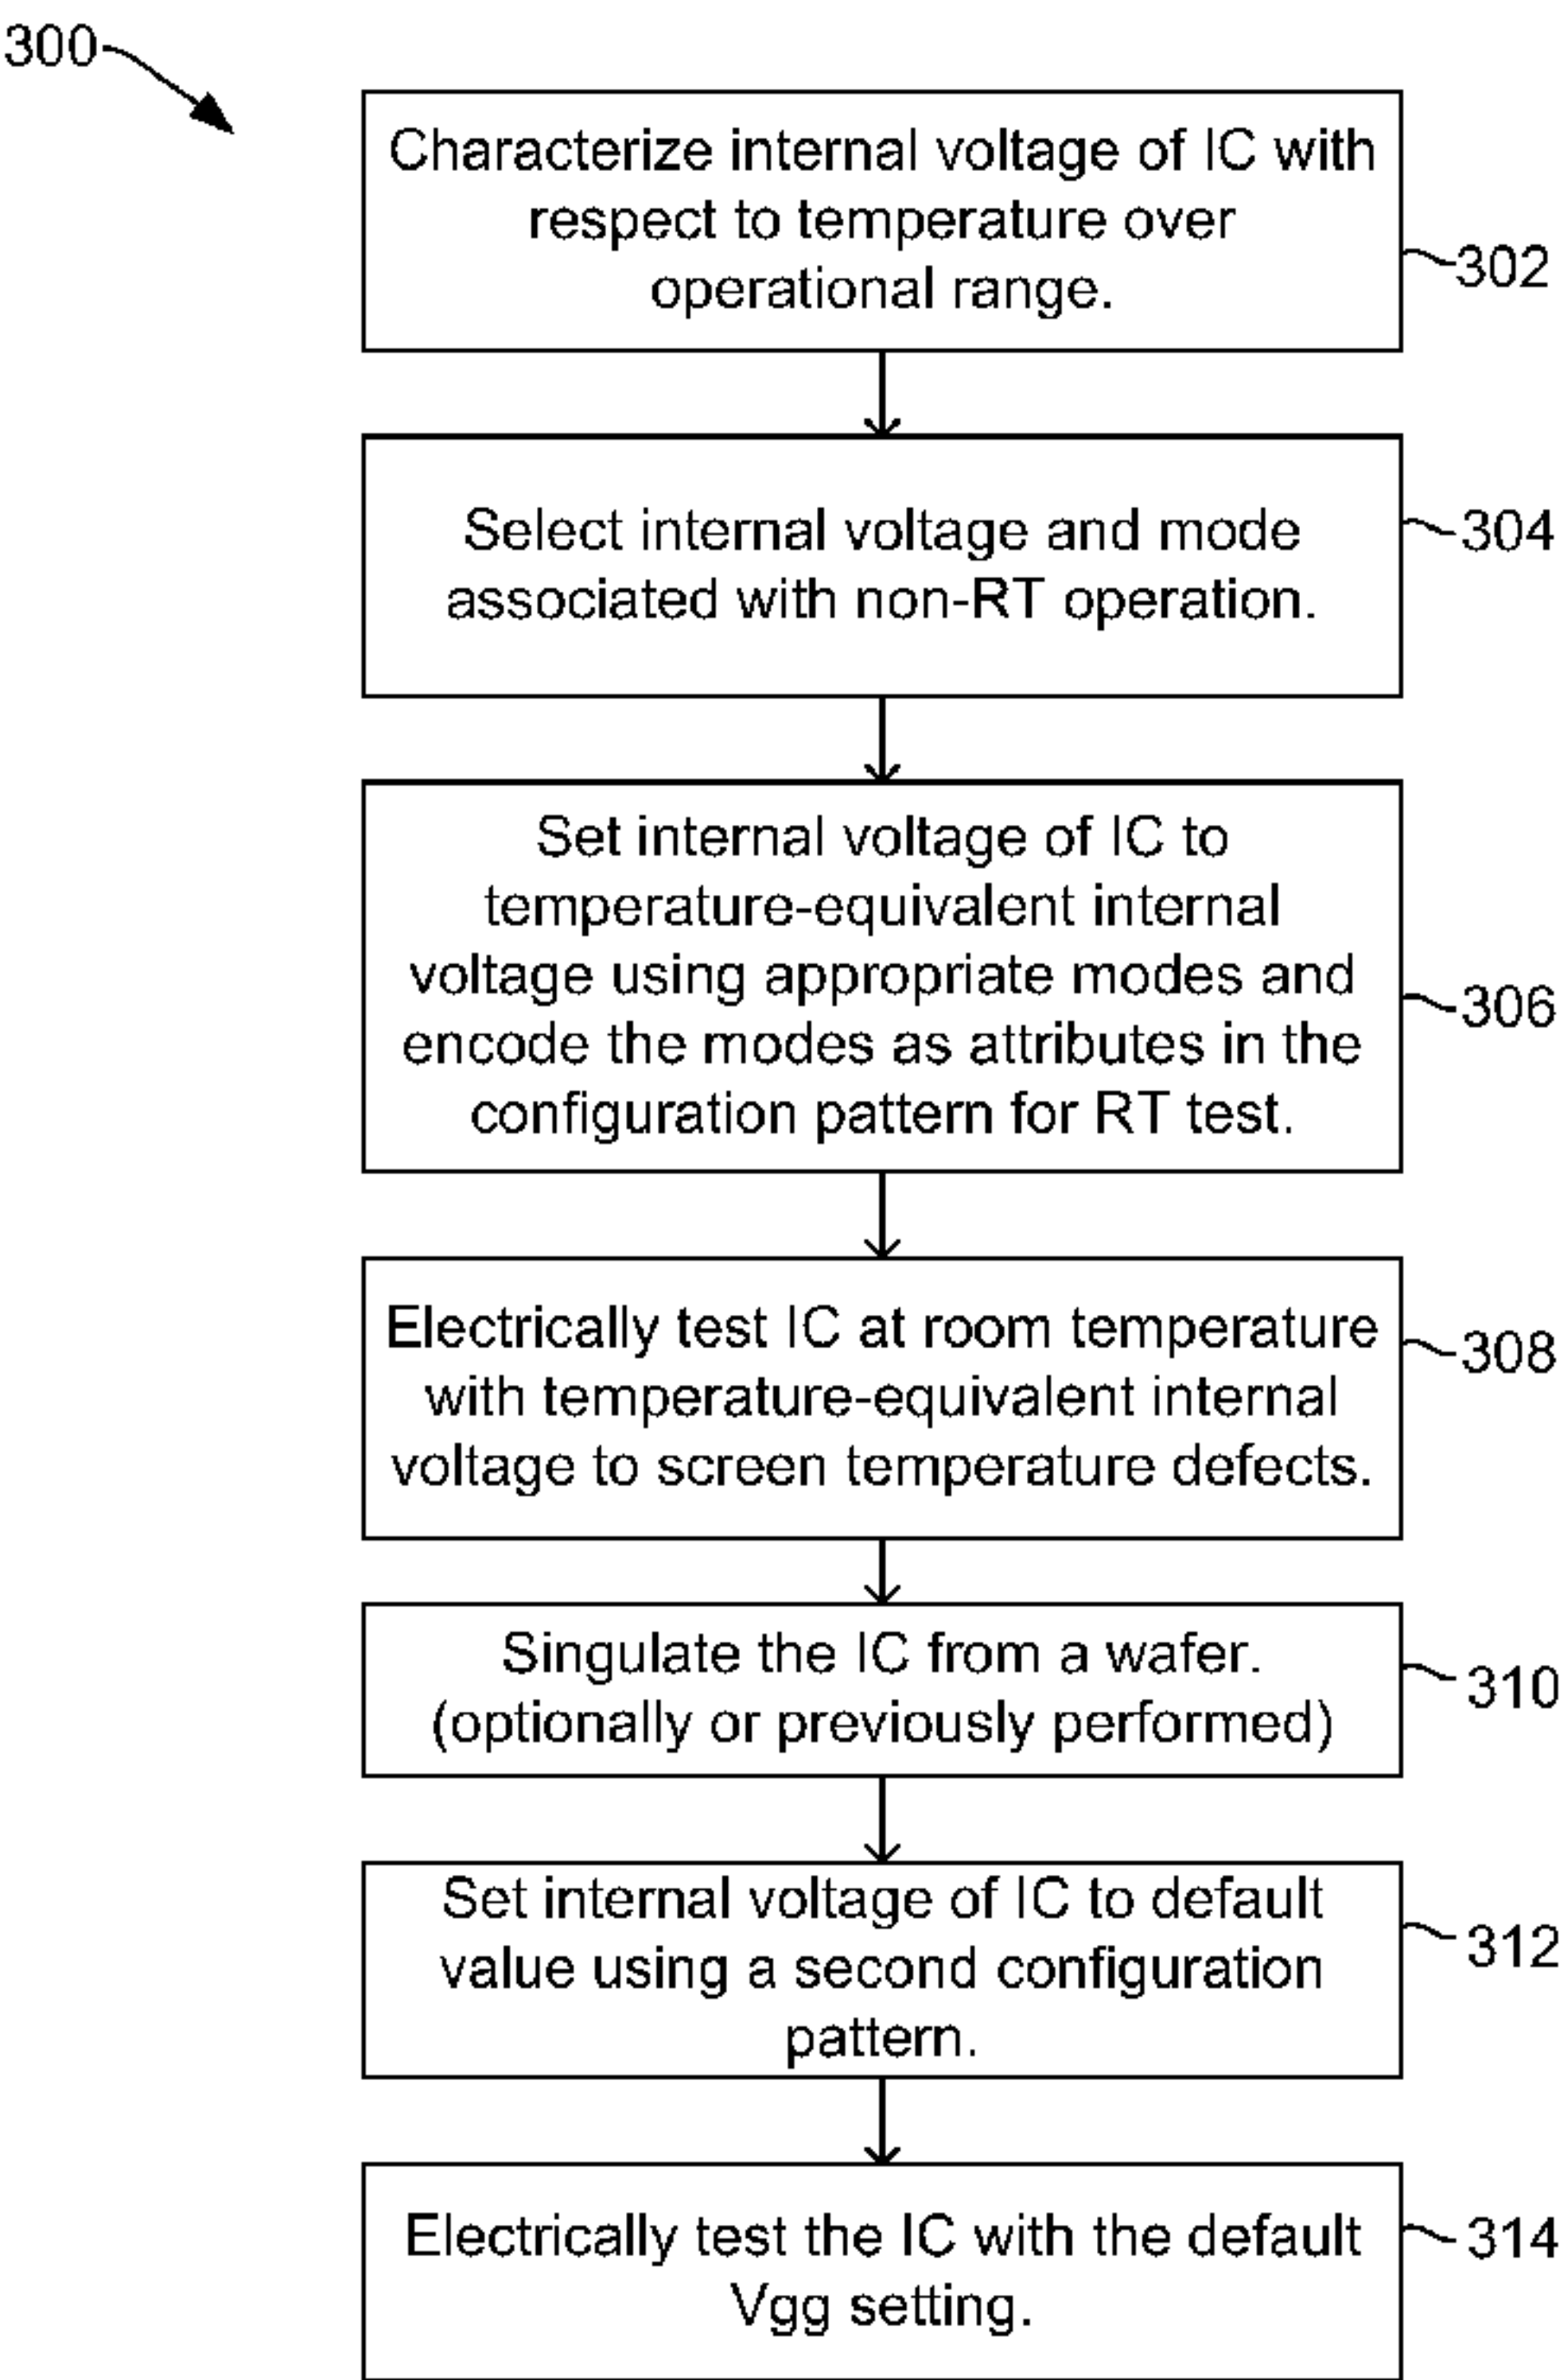 300
Characterize internal voltage of IC with
respect to temperature over
operational range.
302
Select internal voltage and mode
associated with non-RT operation.
304
Set internal voltage of IC to
temperature-equivalent internal
voltage using appropriate modes and
encode the modes as attributes in the
configuration pattern for RT test.
306
Electrically test IC at room temperature
with temperature-equivalent internal
voltage to screen temperature defects.
308
Singulate the IC from a wafer.
(optionally or previously performed)
310
Set internal voltage of IC to default
value using a second configuration
pattern.
312
Electrically test the IC with the default
Vgg setting.
314